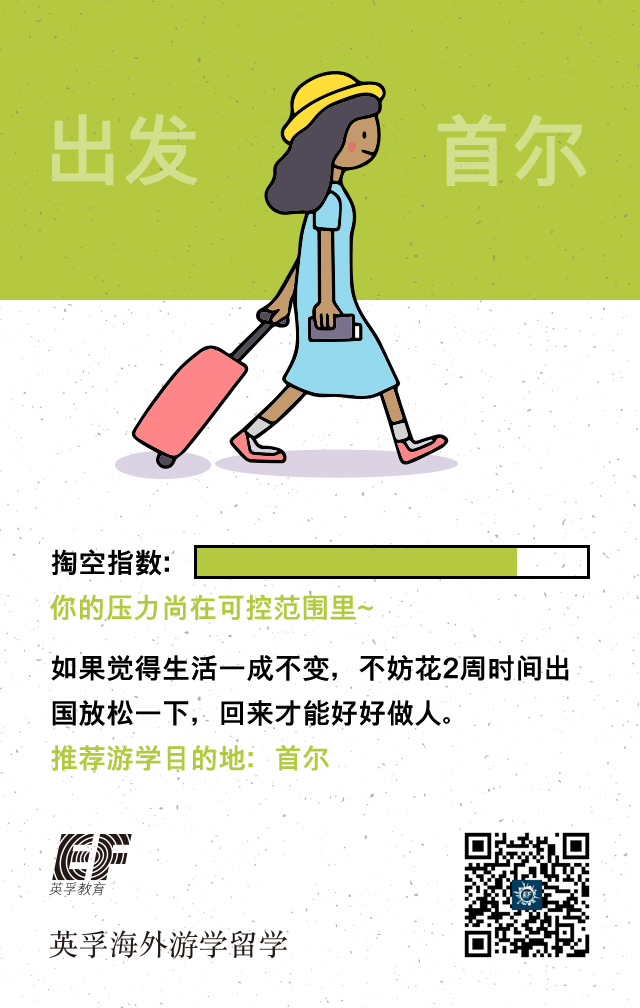 出发 首尔
掏空指数:
你的压力尚在可控范围里~
如果觉得生活一成不变，不妨花2周时间出
国放松一下，回来才能好好做人。
推荐游学目的地: 首尔
EF
英孚教育
EF
英孚海外游学留学